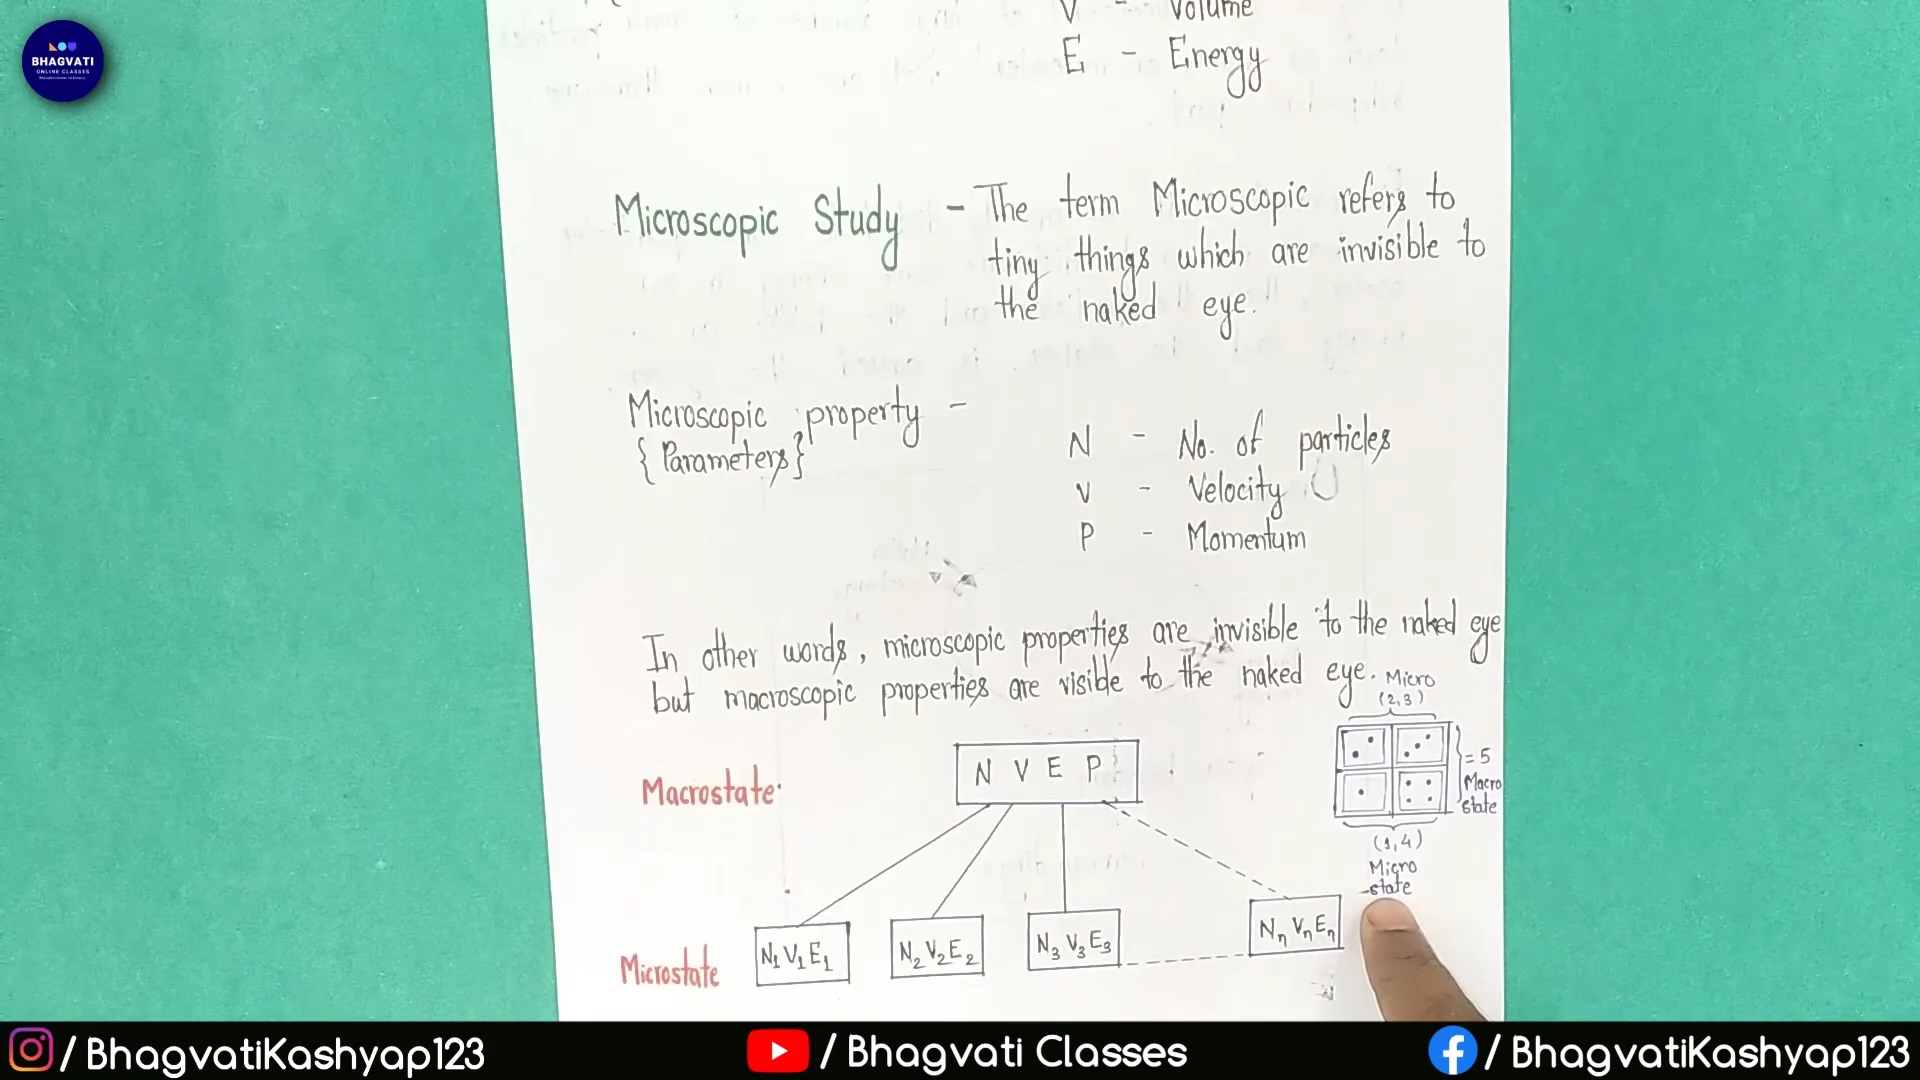 BHAGVATI
ONLINE CLASSES
V - Volume
E - Energy
Microscopic Study - The term Microscopic refers to
tiny things which are invisible to
the naked eye.
Microscopic property -
{Parameters}
N - No. of particles
v - Velocity
P - Momentum
In other words, microscopic properties are invisible to the naked eye
but macroscopic properties are visible to the naked eye.
Micro
(2,3)
= 5
Macro
state
(1,4)
Micro
state
Macrostate
N V E P
Microstate
N1 V1 E1
N2 V2 E2
N3 V3 E3
Nn Vn En
/ BhagvatiKashyap123
/ Bhagvati Classes
/ BhagvatiKashyap123